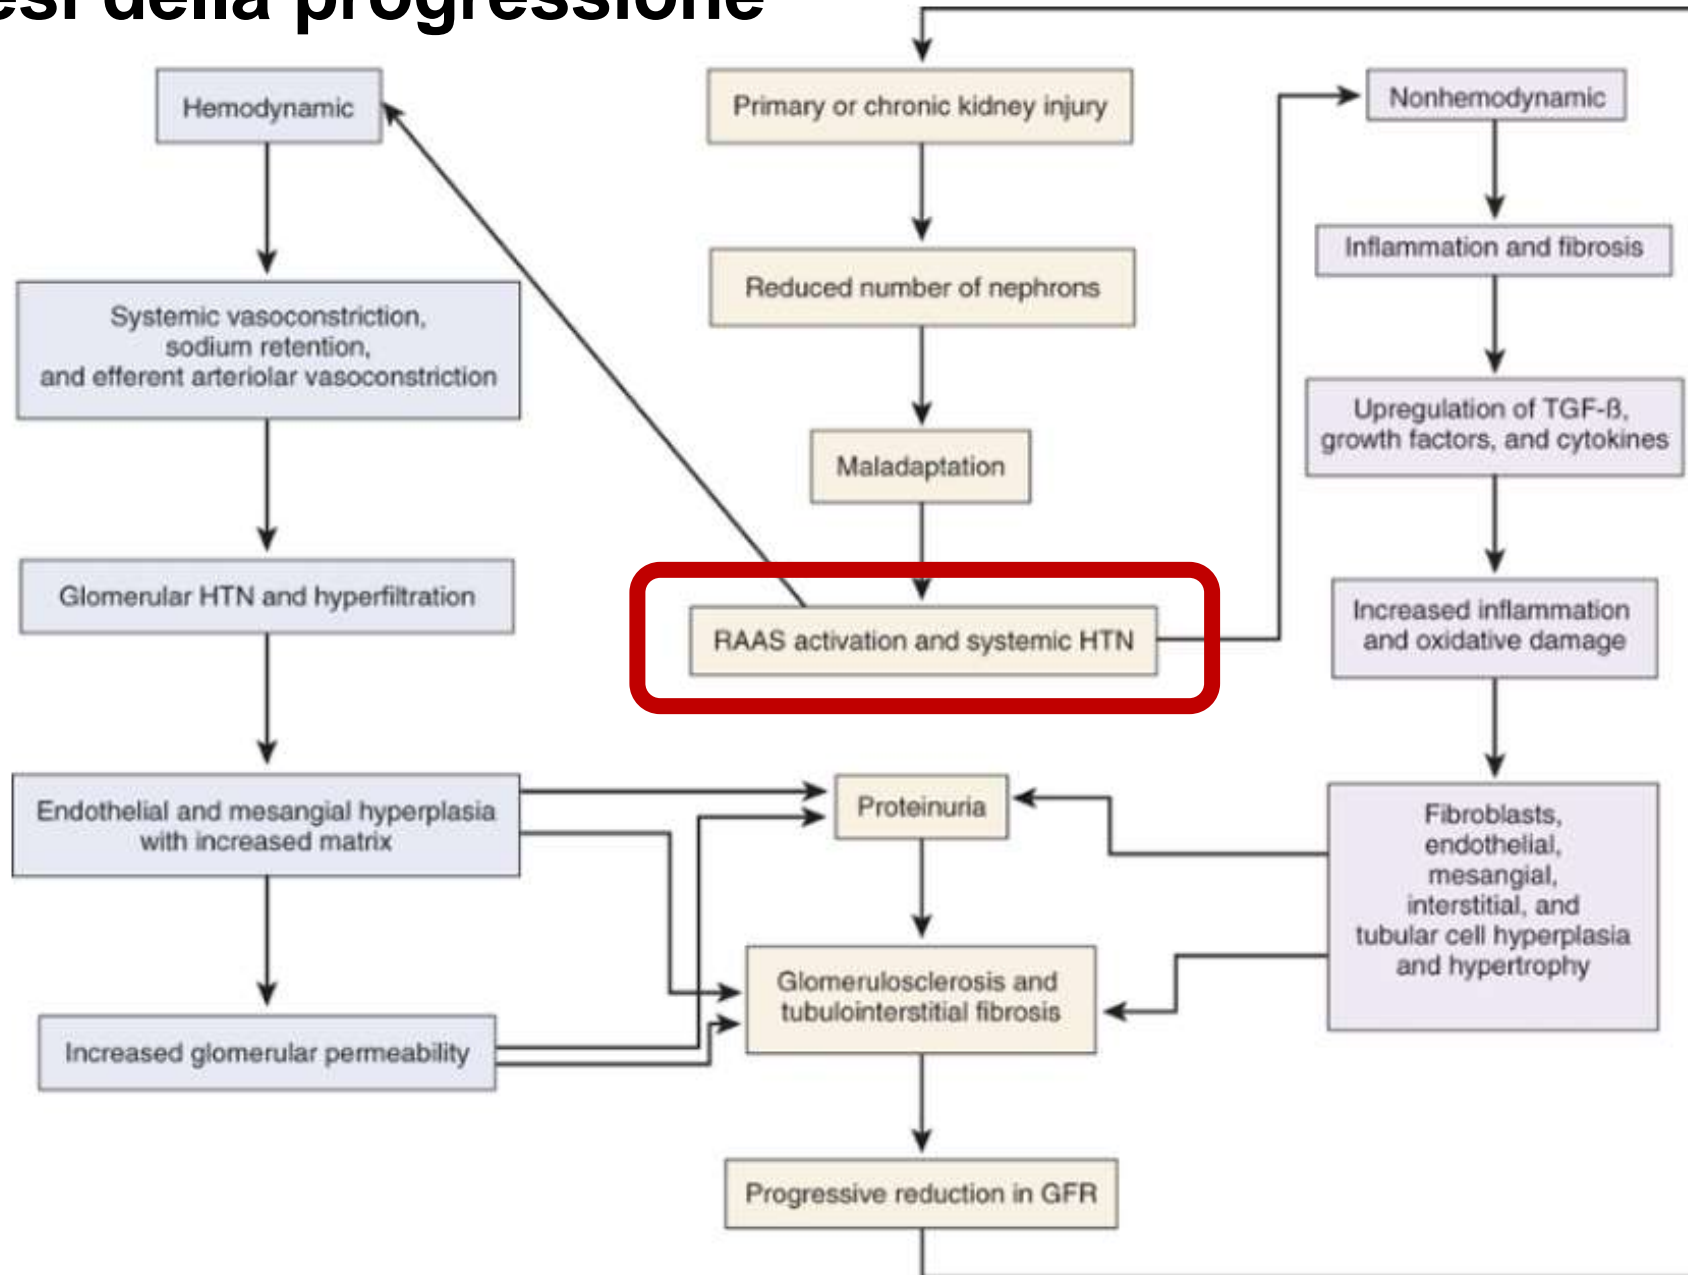 della progressione
Hemodynamic
Systemic vasoconstriction,
sodium retention,
and efferent arteriolar vasoconstriction
Glomerular HTN and hyperfiltration
Endothelial and mesangial hyperplasia
with increased matrix
Increased glomerular permeability
Primary or chronic kidney injury
Reduced number of nephrons
Maladaptation
RAAS activation and systemic HTN
Proteinuria
Glomerulosclerosis and
tubulointerstitial fibrosis
Progressive reduction in GFR
Nonhemodynamic
Inflammation and fibrosis
Upregulation of TGF-ß,
growth factors, and cytokines
Increased inflammation
and oxidative damage
Fibroblasts,
endothelial,
mesangial,
interstitial, and
tubular cell hyperplasia
and hypertrophy